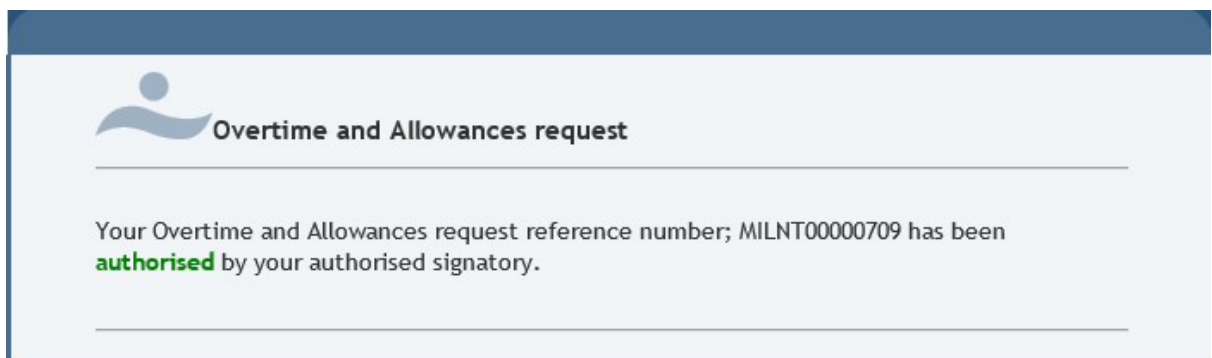 Overtime and Allowances request
Your Overtime and Allowances request reference number; MILNT00000709 has been
authorised by your authorised signatory.